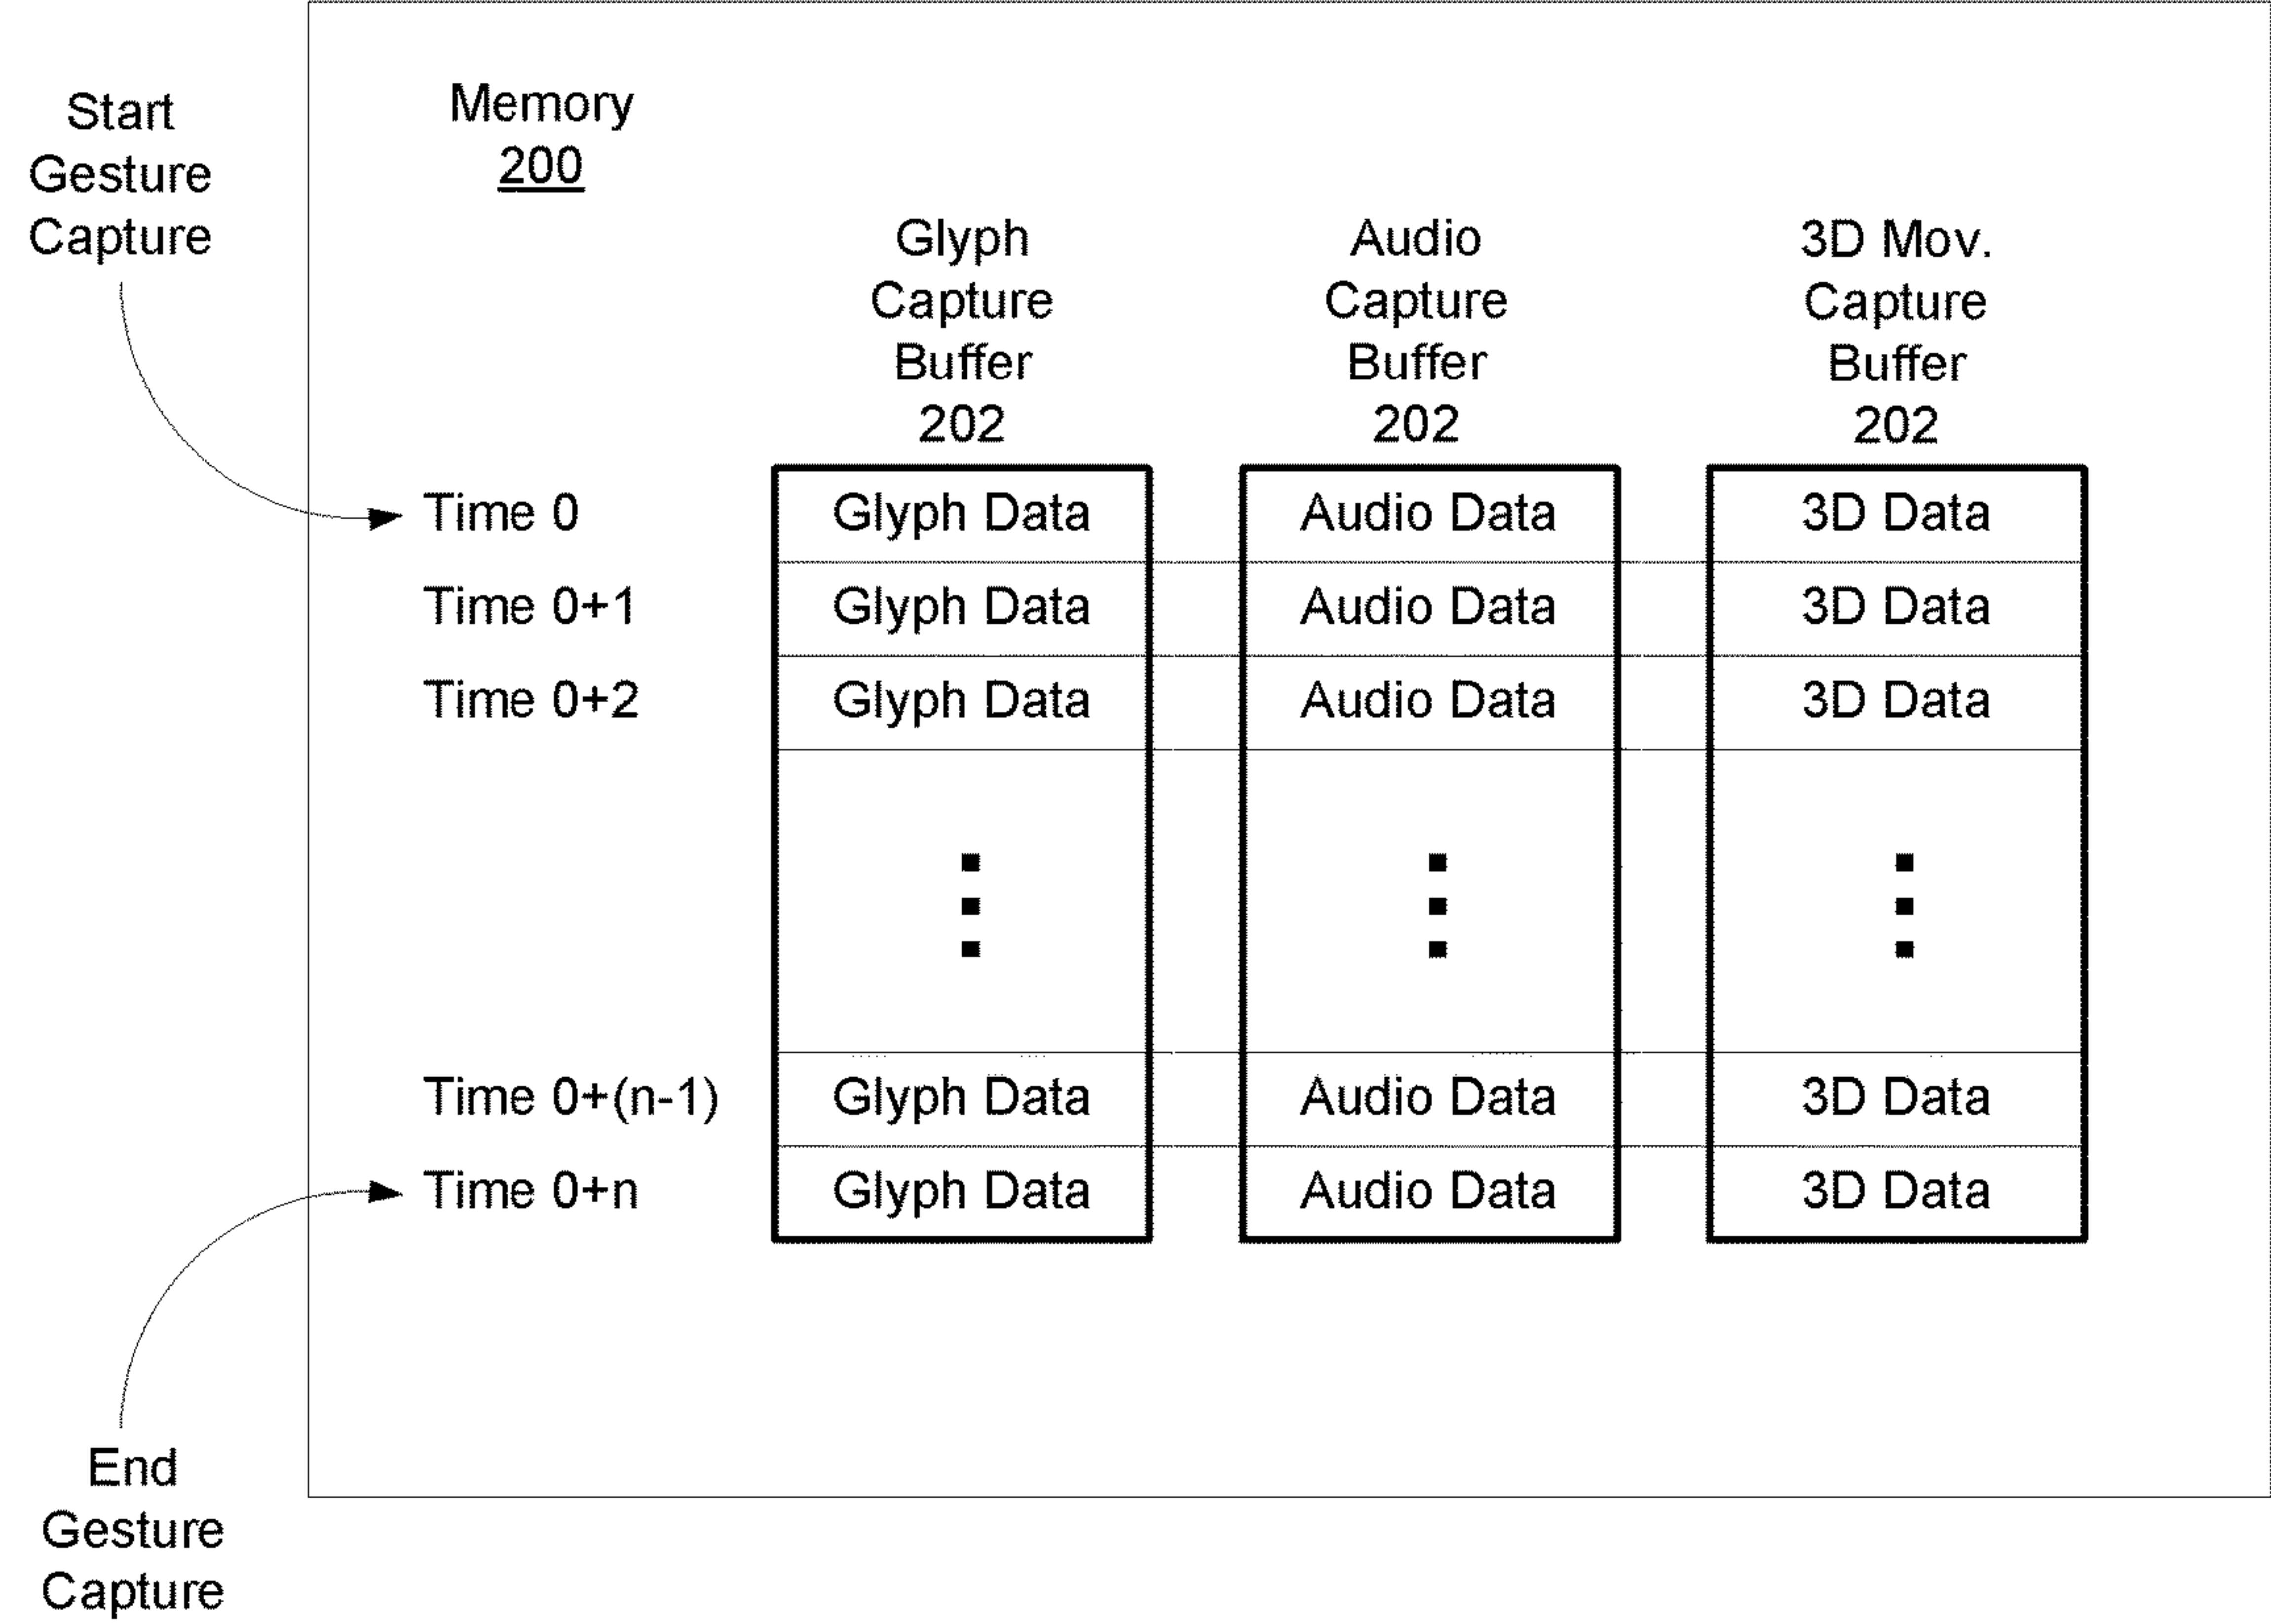 Start
Gesture
Capture
Memory
200
Glyph
Capture
Buffer
202
Audio
Capture
Buffer
202
3D Mov.
Capture
Buffer
202
Time 0 Glyph Data Audio Data 3D Data
Time 0+1 Glyph Data Audio Data 3D Data
Time 0+2 Glyph Data Audio Data 3D Data
Time 0+(n-1) Glyph Data Audio Data 3D Data
Time 0+n Glyph Data Audio Data 3D Data
End
Gesture
Capture